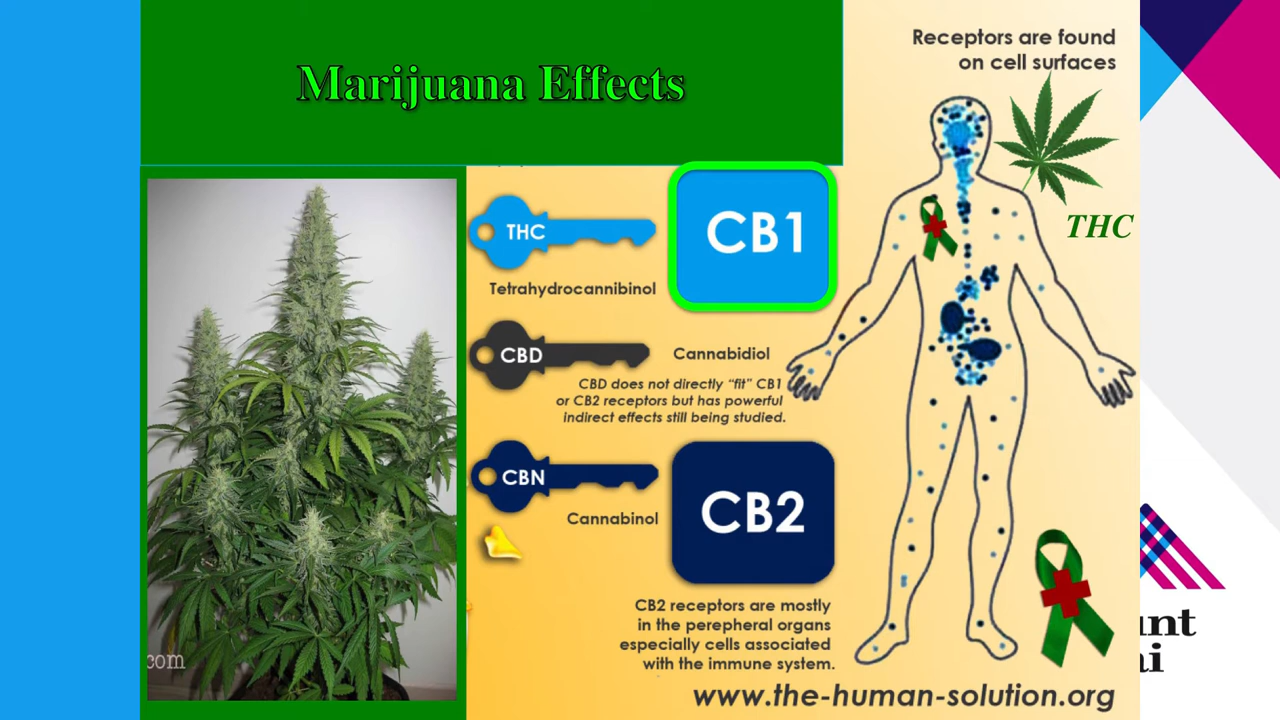 Marijuana Effects
Receptors are found
on cell surfaces
THC
THC
CB1
Tetrahydrocannibinol
CBD
Cannabidiol
CBD does not directly “fit” CB1
or CB2 receptors but has powerful
indirect effects still being studied.
CBN
CB2
Cannabinol
CB2 receptors are mostly
in the perepheral organs
especially cells associated
with the immune system.
www.the-human-solution.org
com
unt
ai